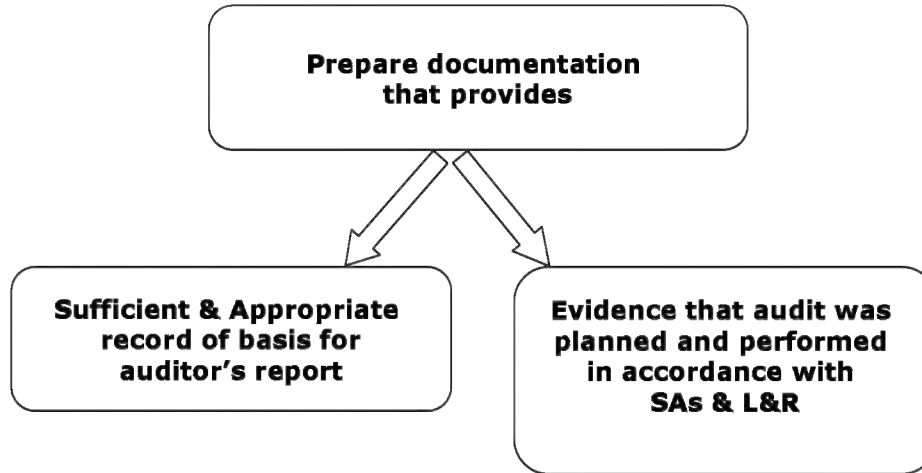 Prepare documentation
that provides
Sufficient & Appropriate
record of basis for
auditor's report
Evidence that audit was
planned and performed
in accordance with
SAs & L&R